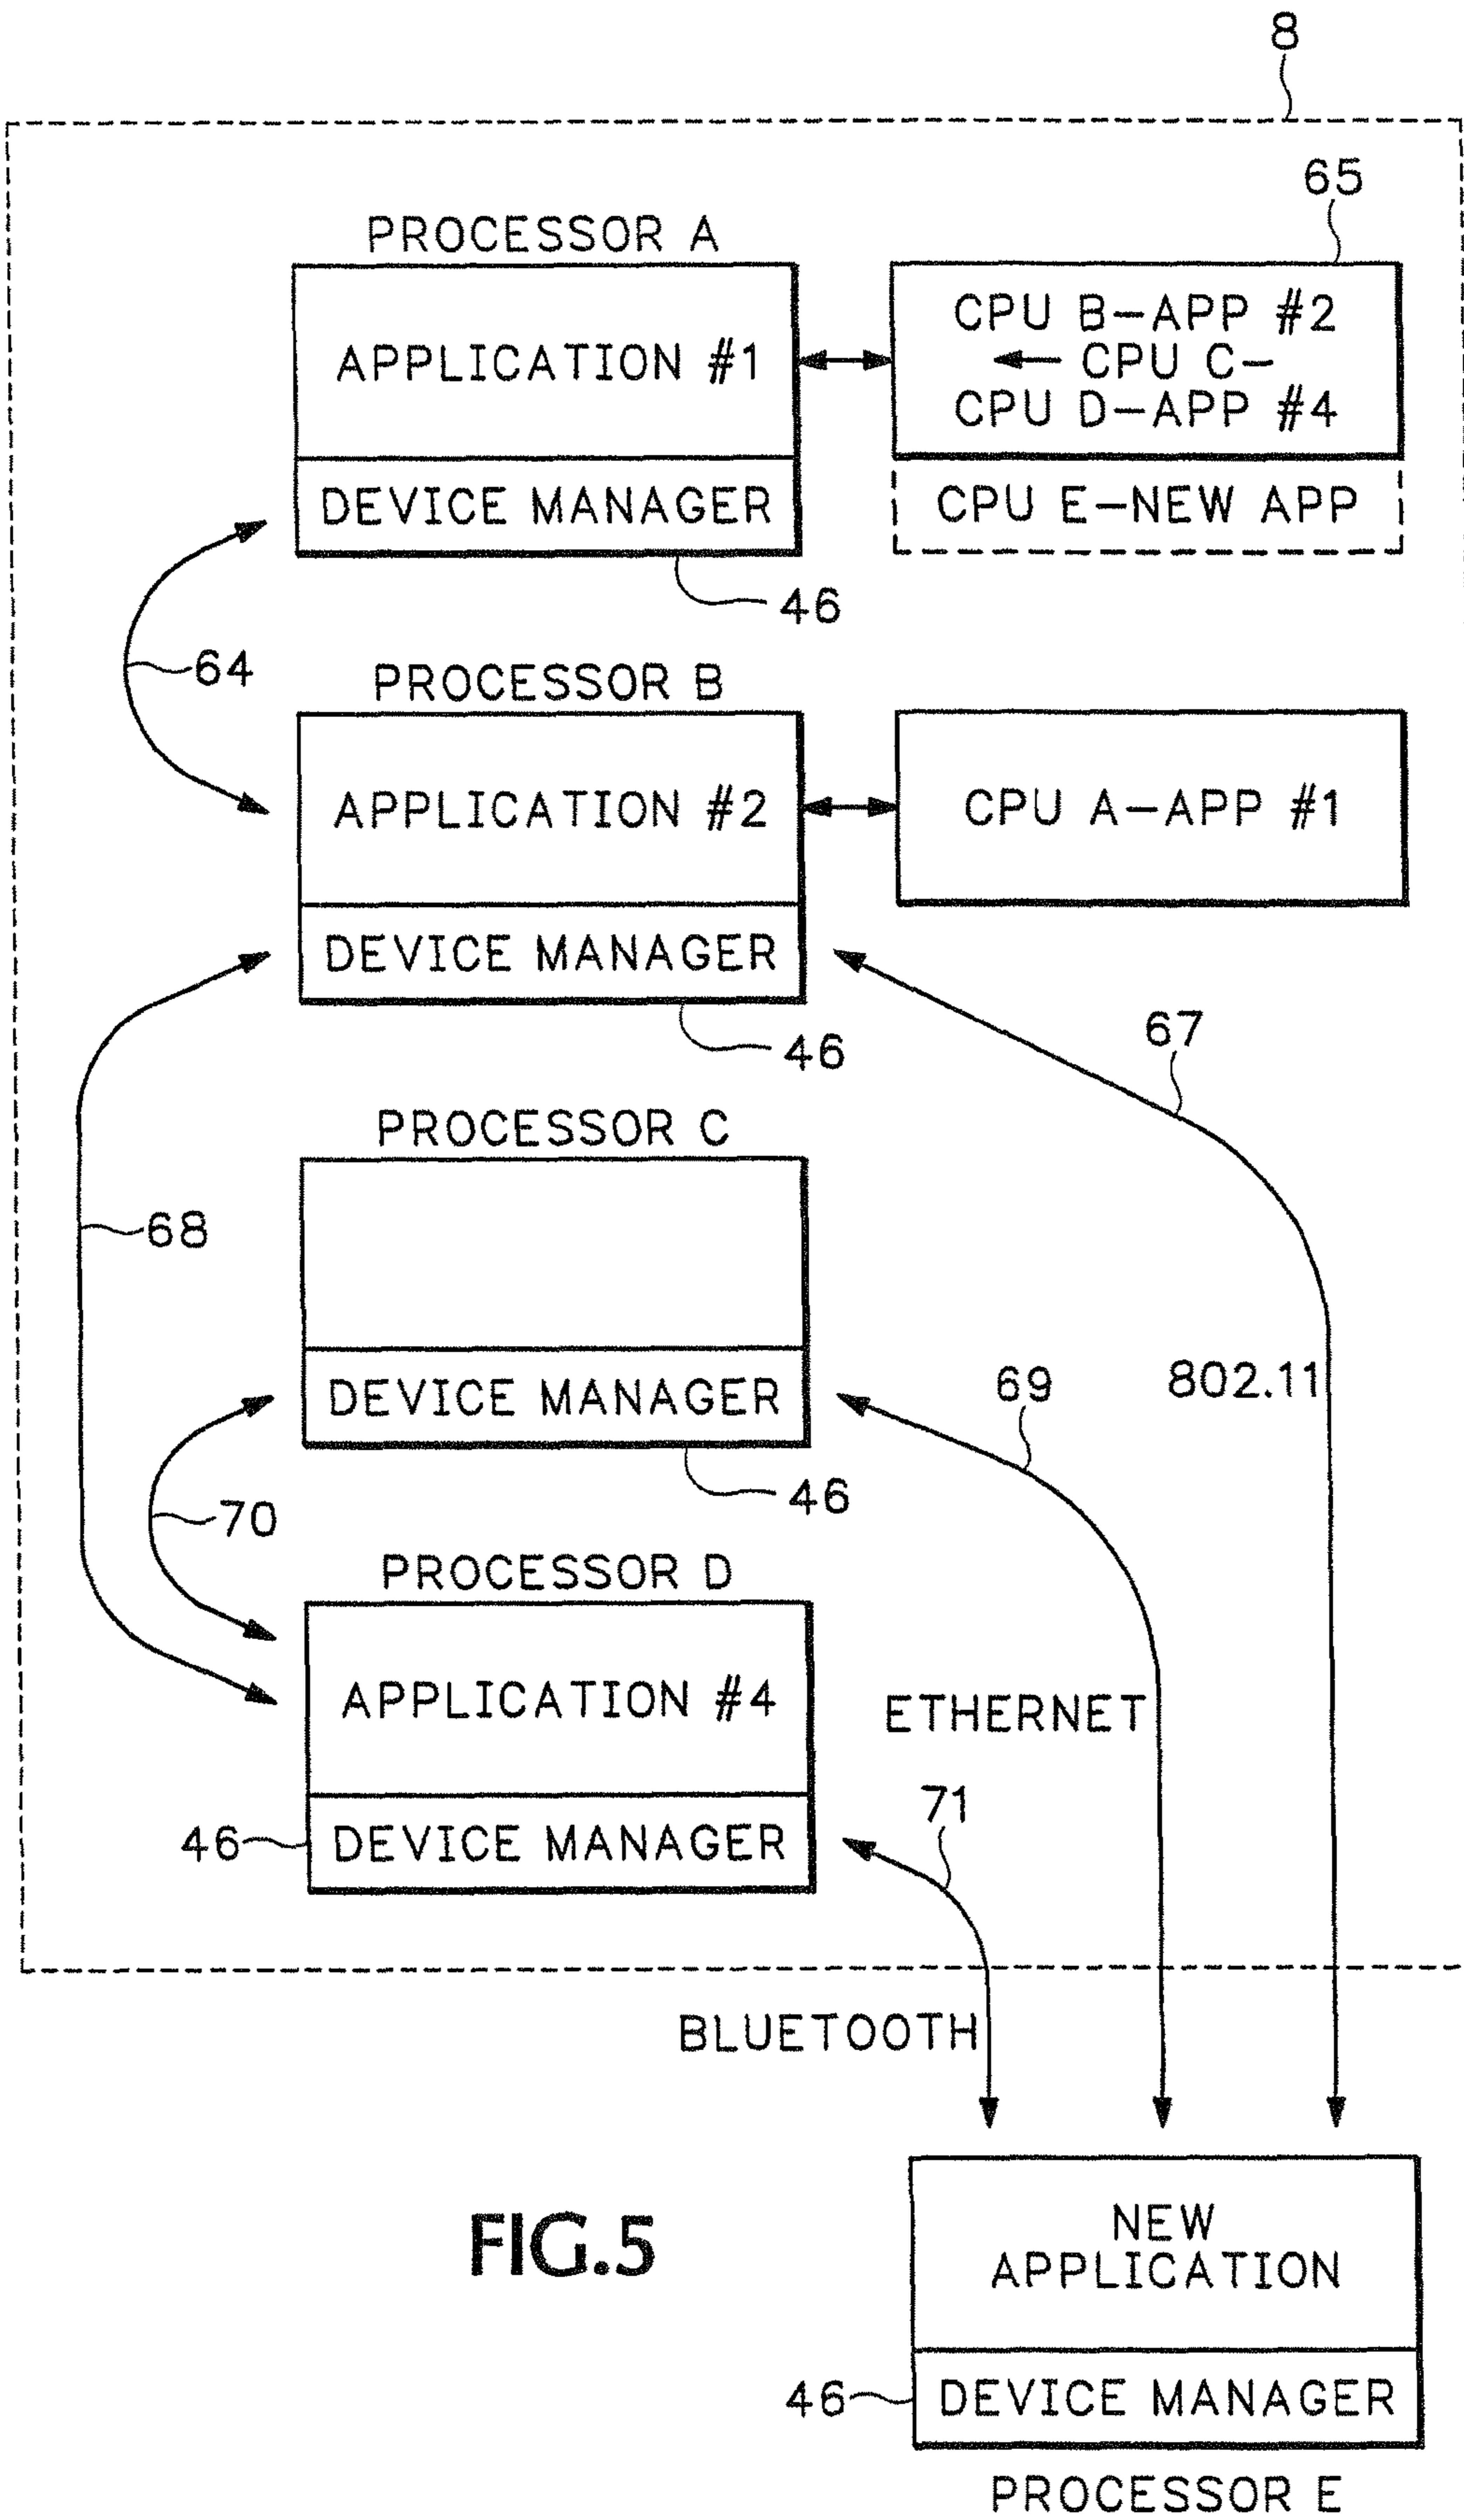 8
65
PROCESSOR A
APPLICATION #1
DEVICE MANAGER
46
CPU B-APP #2
CPU C-
CPU D-APP #4
CPU E-NEW APP
64
PROCESSOR B
APPLICATION #2
DEVICE MANAGER
46
CPU A-APP #1
67
68
PROCESSOR C
DEVICE MANAGER
46
69
802.11
70
PROCESSOR D
APPLICATION #4
46
DEVICE MANAGER
ETHERNET
71
BLUETOOTH
FIG.5
NEW
APPLICATION
46
DEVICE MANAGER
PROCESSOR E